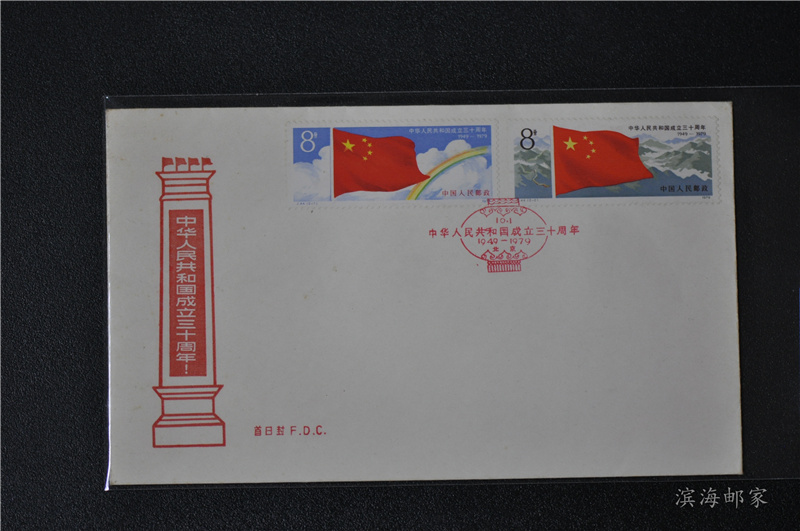 8分
中华人民共和国成立三十周年
1949—1979
中国人民邮政
8分
中华人民共和国成立三十周年
1949—1979
中国人民邮政
1979
10.1
中华人民共和国成立三十周年
1949—1979
北京
中华人民共和国成立三十周年！
首日封 F.D.C.
滨海邮家